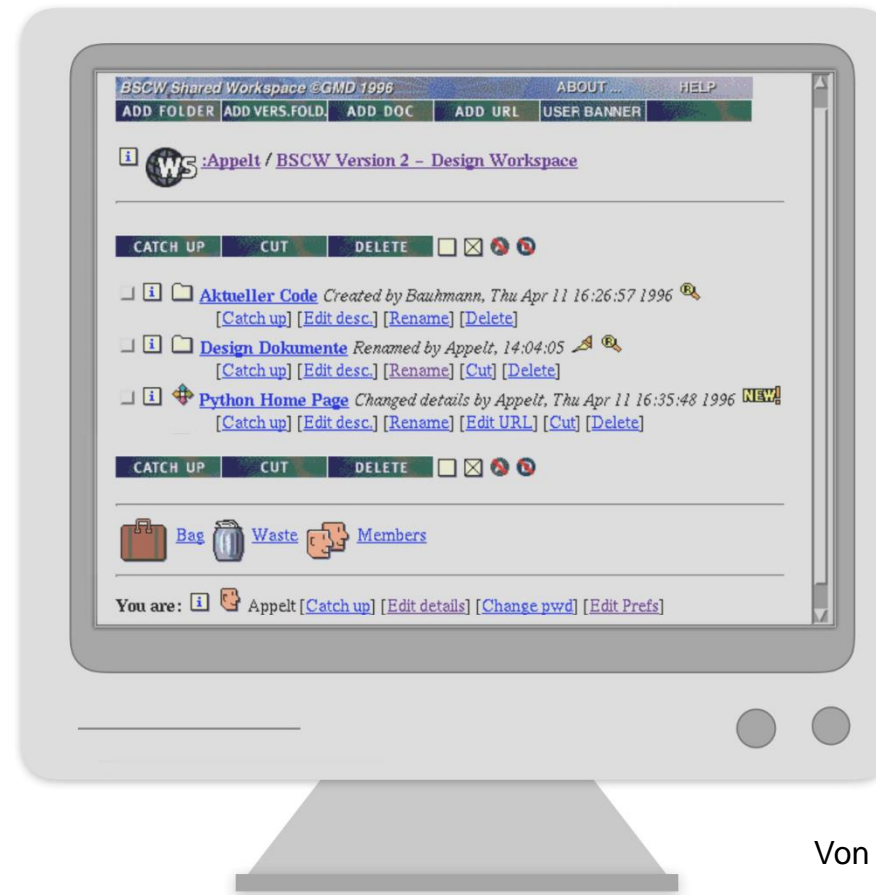 BSCW Shared Workspace ©GMD 1996 ABOUT ... HELP
ADD FOLDER ADD VERS.FOLD. ADD DOC ADD URL USER BANNER
WS :Appelt / BSCW Version 2 – Design Workspace
CATCH UP CUT DELETE
Aktueller Code Created by Bauhmann, Thu Apr 11 16:26:57 1996
[Catch up] [Edit desc.] [Rename] [Delete]
Design Dokumente Renamed by Appelt, 14:04:05
[Catch up] [Edit desc.] [Rename] [Cut] [Delete]
Python Home Page Changed details by Appelt, Thu Apr 11 16:35:48 1996 NEW!
[Catch up] [Edit desc.] [Rename] [Edit URL] [Cut] [Delete]
CATCH UP CUT DELETE
Bag Waste Members
You are: i Appelt [Catch up] [Edit details] [Change pwd] [Edit Prefs]
Von